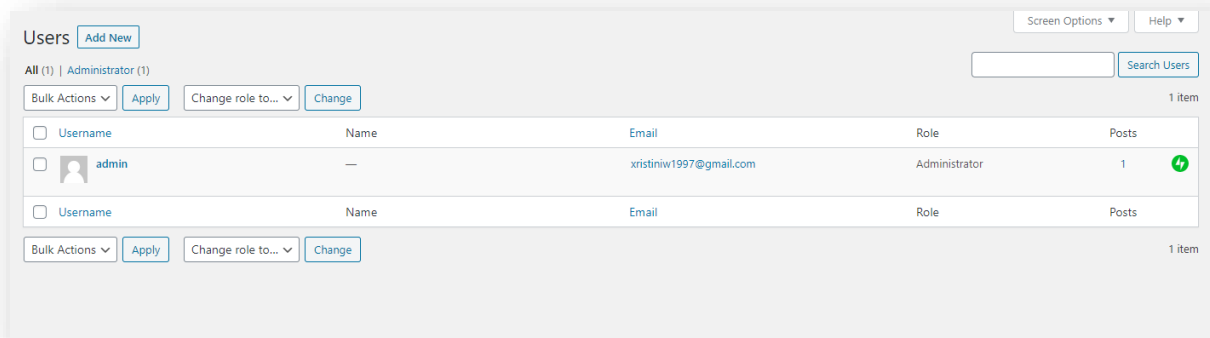 Screen Options ▼ Help ▼
Users Add New
All (1) | Administrator (1)
Search Users
Bulk Actions Apply Change role to... Change 1 item
Username Name Email Role Posts
admin — xristiniw1997@gmail.com Administrator 1
Username Name Email Role Posts
Bulk Actions Apply Change role to... Change 1 item